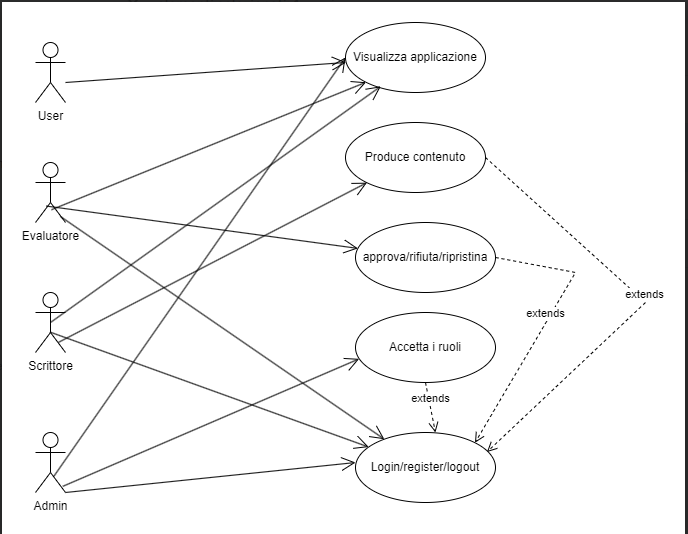 Visualizza applicazione
User
Produce contenuto
Evaluatore
approva/rifiuta/ripristina
extends
extends
Accetta i ruoli
Scrittore
extends
Login/register/logout
Admin